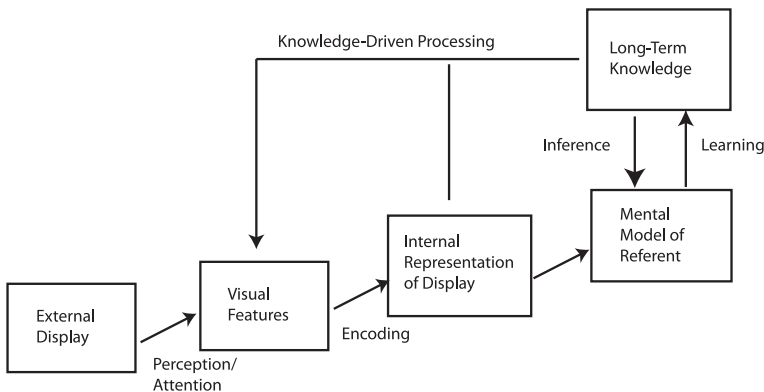 Knowledge-Driven Processing
Long-Term
Knowledge
Inference
Learning
Mental
Model of
Referent
Internal
Representation
of Display
Visual
Features
Encoding
External
Display
Perception/
Attention